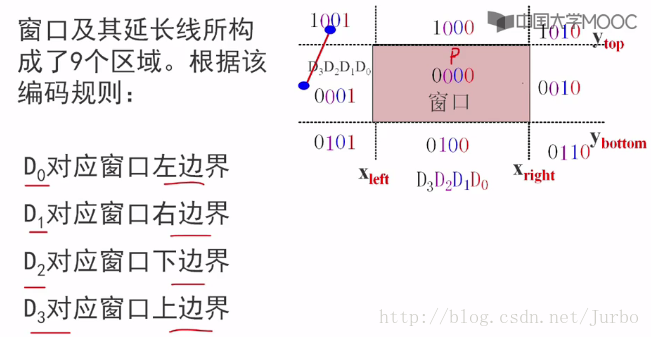 窗口及其延长线所构
成了9个区域。根据该
编码规则：
D₀对应窗口左边界
D₁对应窗口右边界
D₂对应窗口下边界
D₃对应窗口上边界
中国大学MOOC
1001
1000
1010
y top
P
D₃D₂D₁D₀
0000
0001
窗口
0010
0101
0100
0110
y bottom
x left
x right
D₃D₂D₁D₀
http://blog.csdn.net/Jurbo